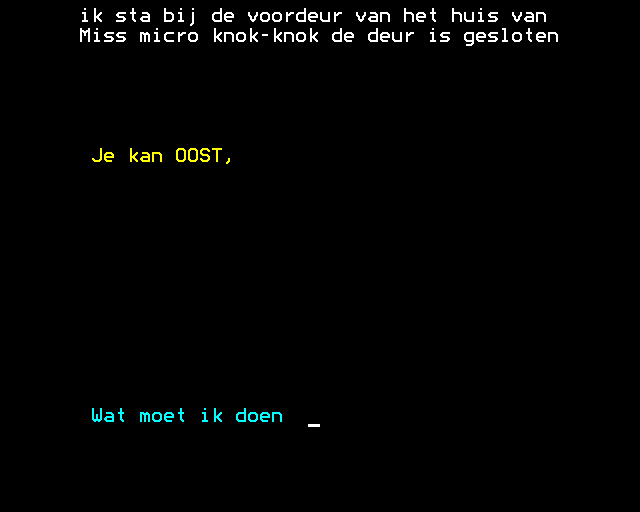 ik sta bij de voordeur van het huis van
Miss micro knok-knok de deur is gesloten
Je kan OOST,
Wat moet ik doen _